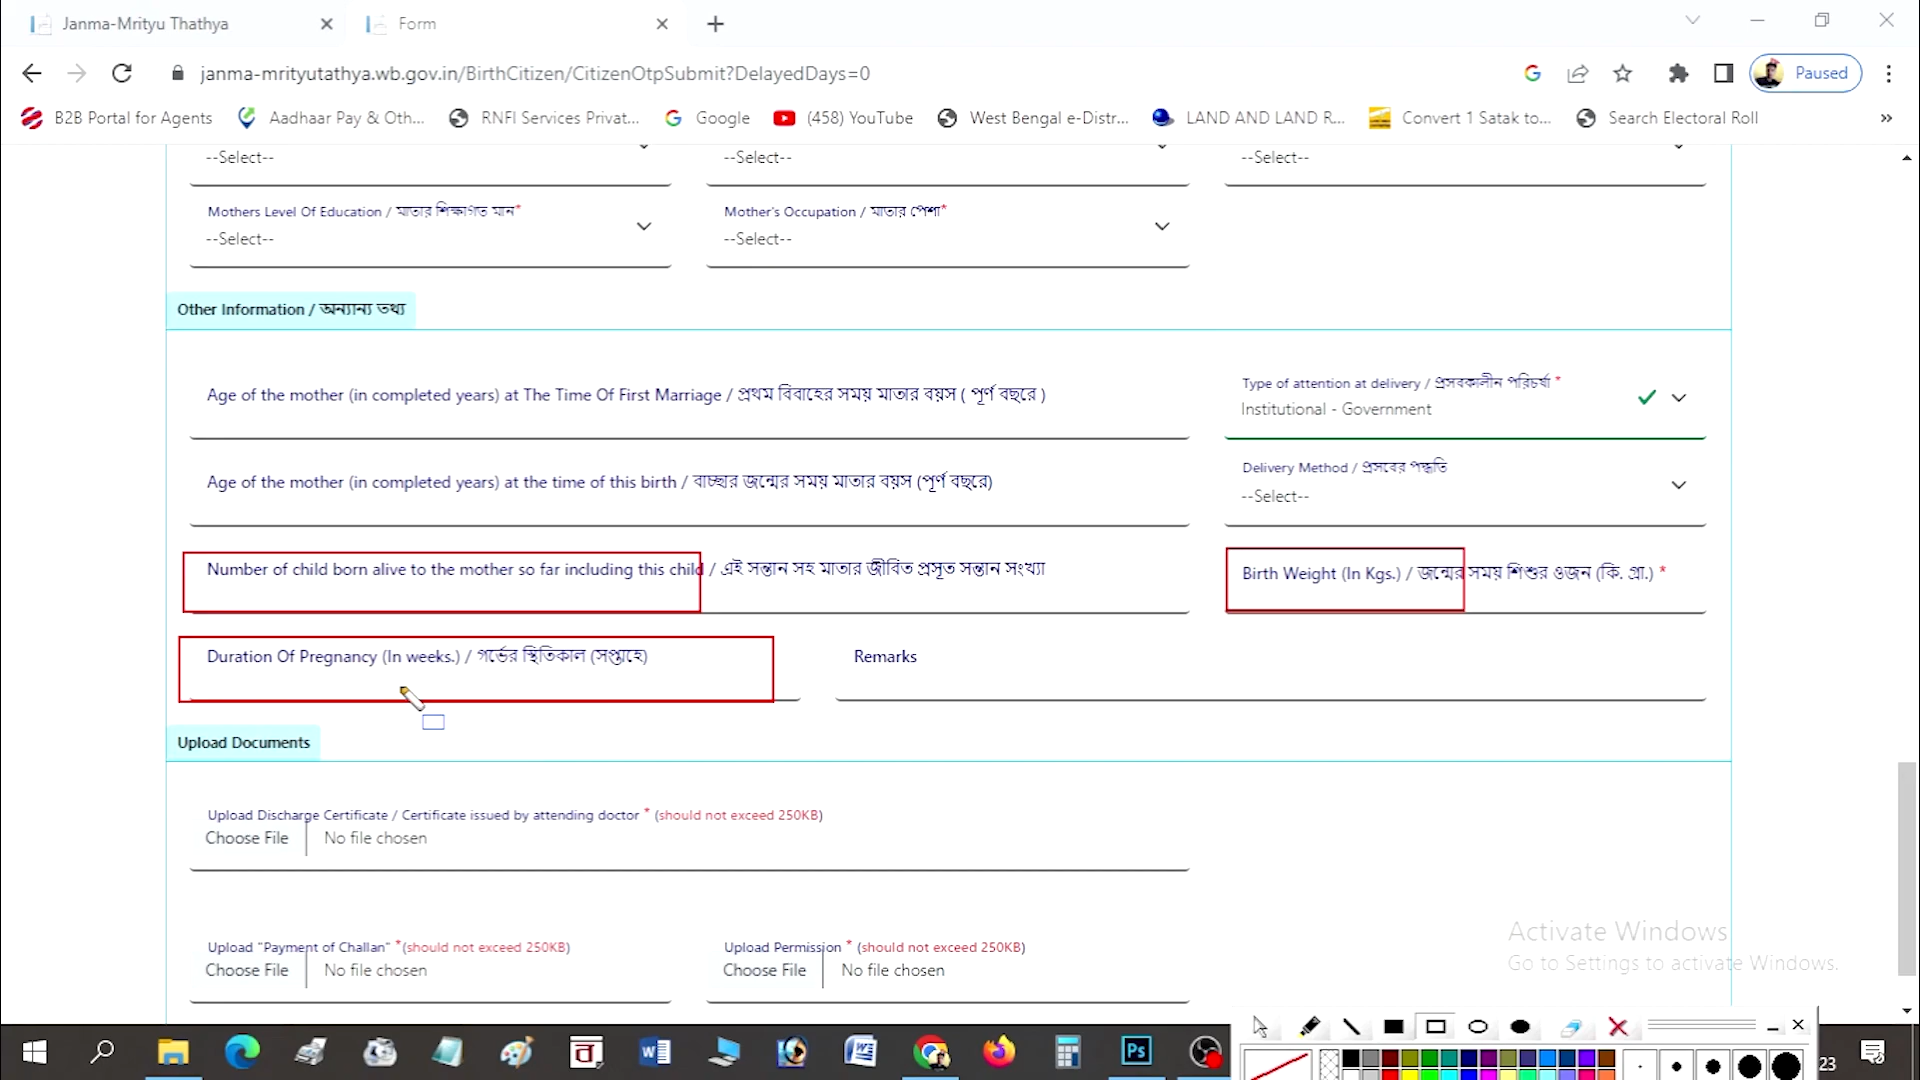 Janma-Mrityu Thathya
Form
janma-mrityutathya.wb.gov.in/BirthCitizen/CitizenOtpSubmit?DelayedDays=0
Paused
B2B Portal for Agents
Aadhaar Pay & Oth...
RNFI Services Privat...
Google
(458) YouTube
West Bengal e-Distr...
LAND AND LAND R...
Convert 1 Satak to...
Search Electoral Roll
»
--Select--
--Select--
--Select--
Mothers Level Of Education / মাতার শিক্ষাগত মান*
--Select--
Mother's Occupation / মাতার পেশা*
--Select--
Other Information / অন্যান্য তথ্য
Age of the mother (in completed years) at The Time Of First Marriage / প্রথম বিবাহের সময় মাতার বয়স ( পূর্ণ বছরে )
Type of attention at delivery / প্রসবকালীন পরিচর্যা *
Institutional - Government
Age of the mother (in completed years) at the time of this birth / বাচ্ছার জন্মের সময় মাতার বয়স (পূর্ণ বছরে)
Delivery Method / প্রসবের পদ্ধতি
--Select--
Number of child born alive to the mother so far including this child / এই সন্তান সহ মাতার জীবিত প্রসূত সন্তান সংখ্যা
Birth Weight (In Kgs.) / জন্মের সময় শিশুর ওজন (কি. গ্রা.) *
Duration Of Pregnancy (In weeks.) / গর্ভের স্থিতিকাল (সপ্তাহে)
Remarks
Upload Documents
Upload Discharge Certificate / Certificate issued by attending doctor * (should not exceed 250KB)
Choose File
No file chosen
Upload "Payment of Challan" *(should not exceed 250KB)
Choose File
No file chosen
Upload Permission * (should not exceed 250KB)
Choose File
No file chosen
Activate Windows
Go to Settings to activate Windows.
Ps
23